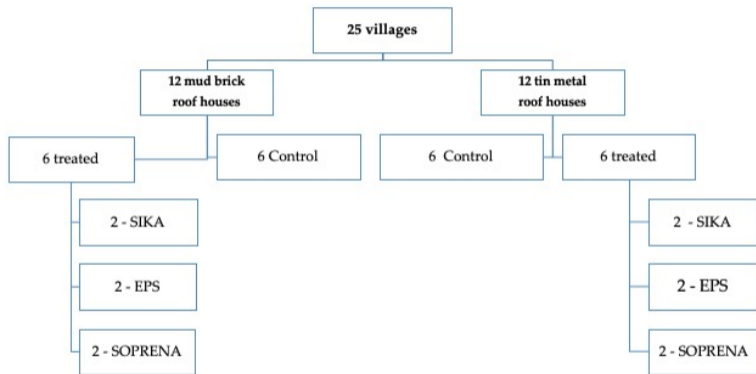 25 villages
12 mud brick
roof houses
12 tin metal
roof houses
6 treated
6 Control
6 Control
6 treated
2 - SIKA
2 - SIKA
2 - EPS
2 - EPS
2 - SOPRENA
2 - SOPRENA